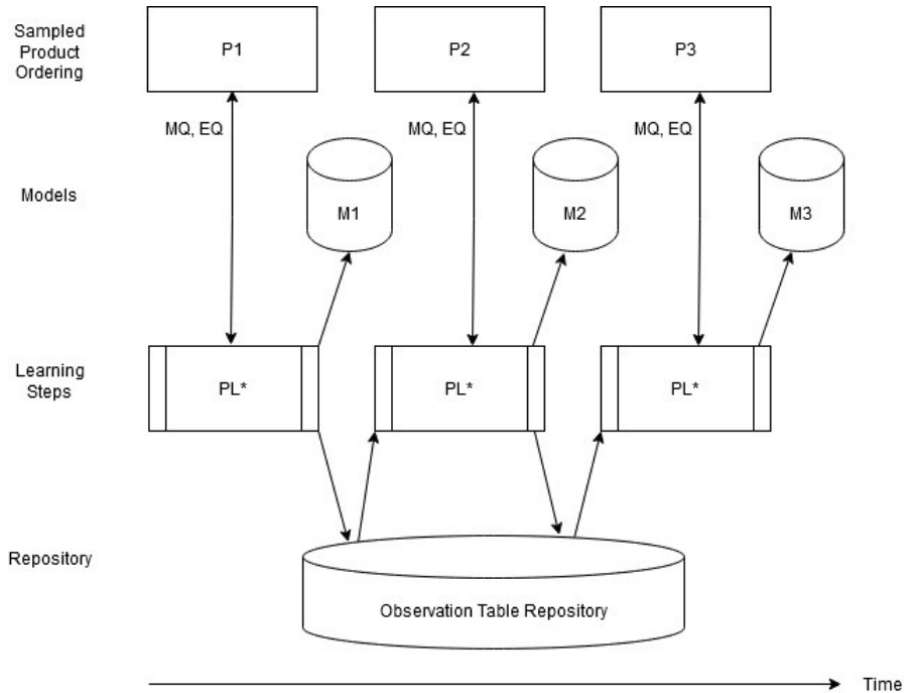 Sampled
Product
Ordering
P1
P2
P3
MQ, EQ
MQ, EQ
MQ, EQ
Models
M1
M2
M3
Learning
Steps
PL*
PL*
PL*
Repository
Observation Table Repository
Time